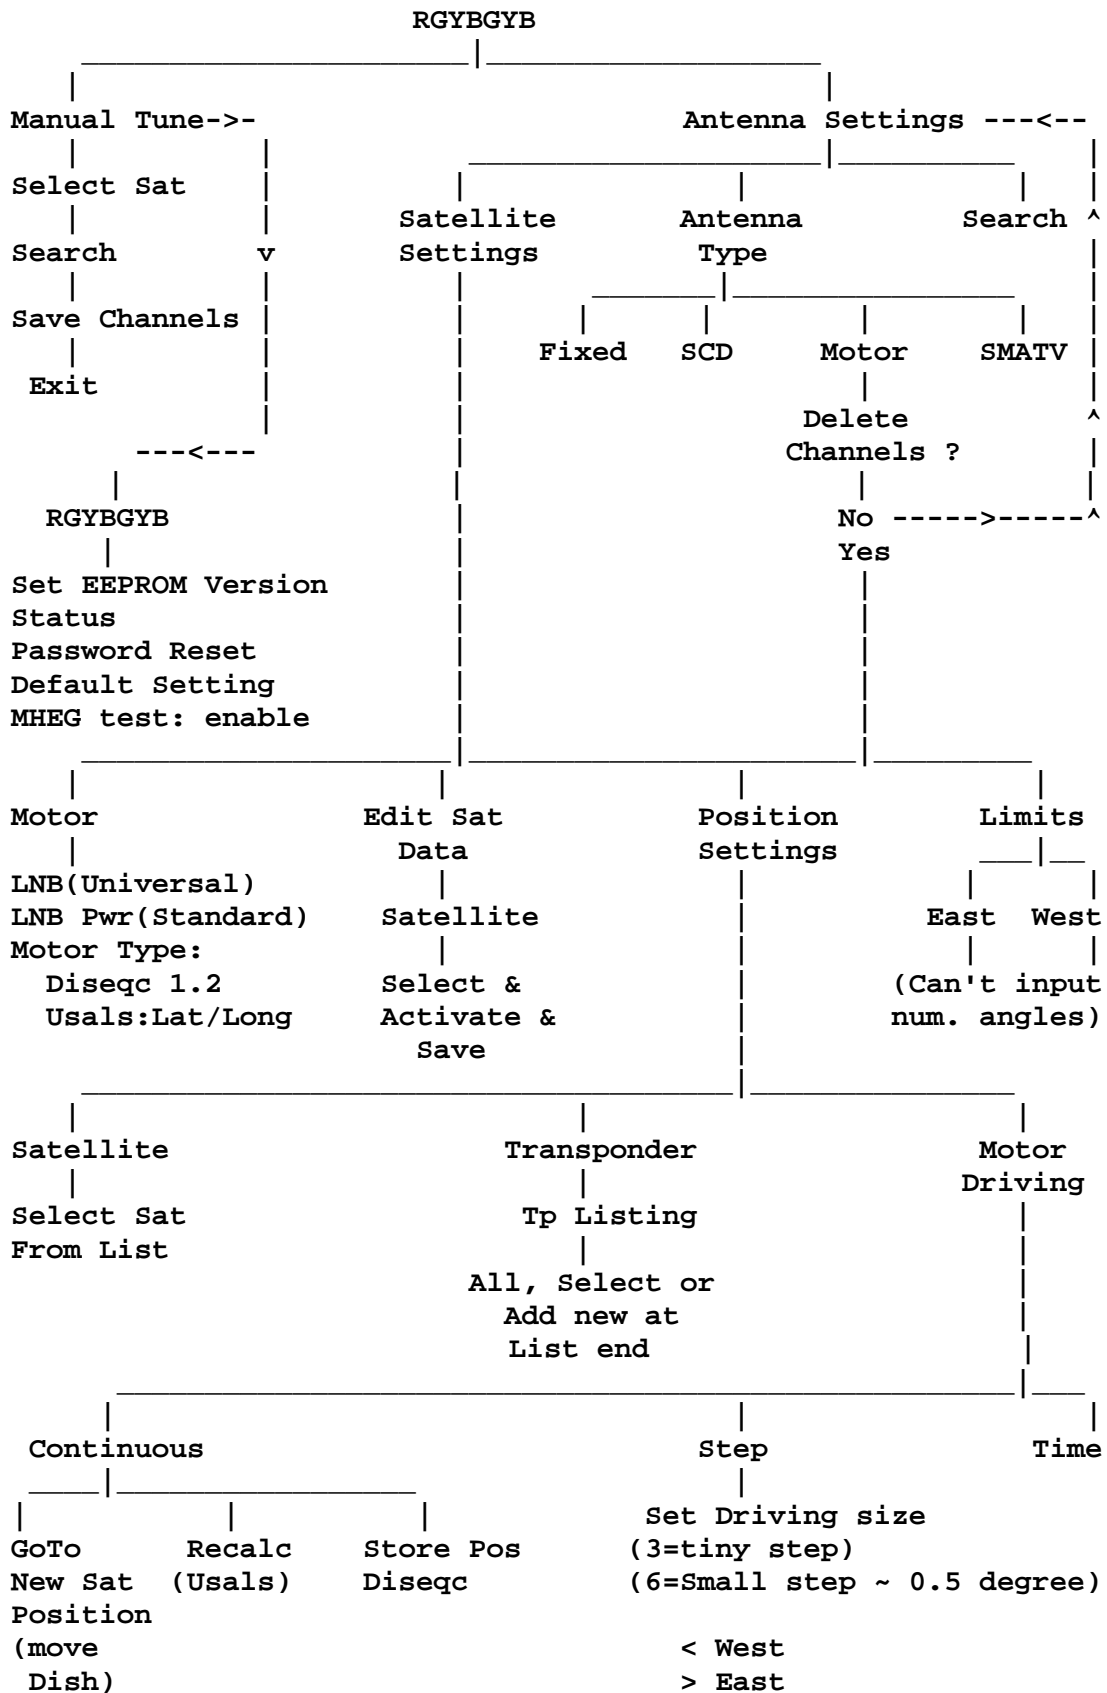 RGYBGYB
Manual Tune->- Antenna Settings ---<--
Select Sat
Satellite Antenna Search ^
Search v Settings Type
Save Channels
Fixed SCD Motor SMATV
Exit
Delete ^
---<--- Channels ?
RGYBGYB No ----->-----^
Yes
Set EEPROM Version
Status
Password Reset
Default Setting
MHEG test: enable
Motor Edit Sat Position Limits
Data Settings
LNB(Universal)
LNB Pwr(Standard) Satellite East West
Motor Type:
Diseqc 1.2 Select & (Can't input
Usals:Lat/Long Activate & num. angles)
Save
Satellite Transponder Motor
Driving
Select Sat Tp Listing
From List
All, Select or
Add new at
List end
Continuous Step Time
Set Driving size
GoTo Recalc Store Pos (3=tiny step)
New Sat (Usals) Diseqc (6=Small step ~ 0.5 degree)
Position
(move < West
Dish) > East